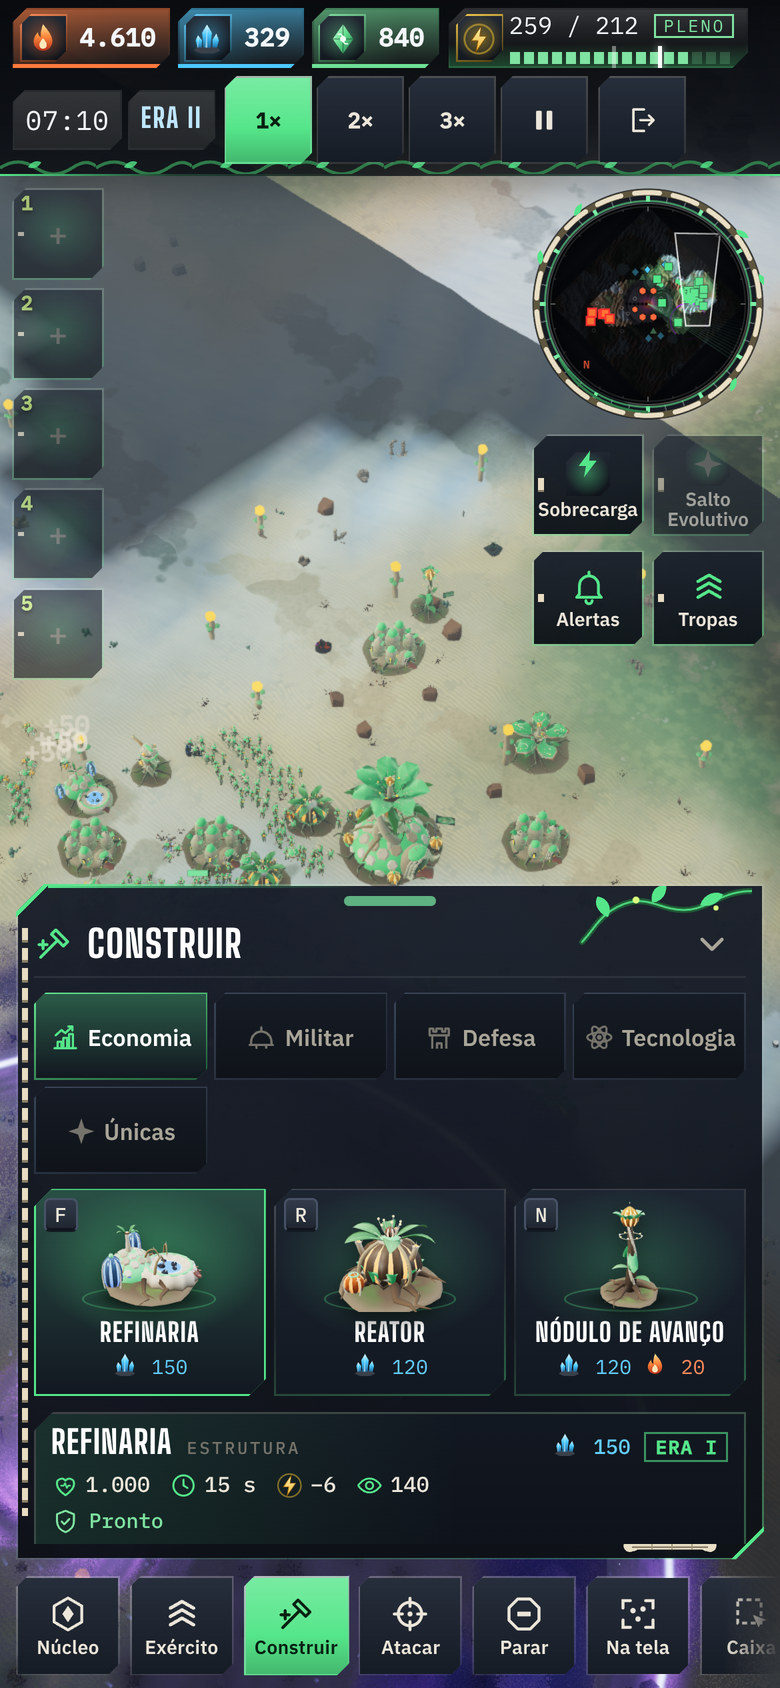 4.610
329
840
259 / 212 PLENO
07:10
ERA II
1×
2×
3×
1
2
3
4
5
N
Sobrecarga
Salto
Evolutivo
Alertas
Tropas
+50
CONSTRUIR
Economia
Militar
Defesa
Tecnologia
Únicas
F
REFINARIA
150
R
REATOR
120
N
NÓDULO DE AVANÇO
120 20
REFINARIA ESTRUTURA 150 ERA I
1.000 15 s −6 140
Pronto
Núcleo
Exército
Construir
Atacar
Parar
Na tela
Caixa